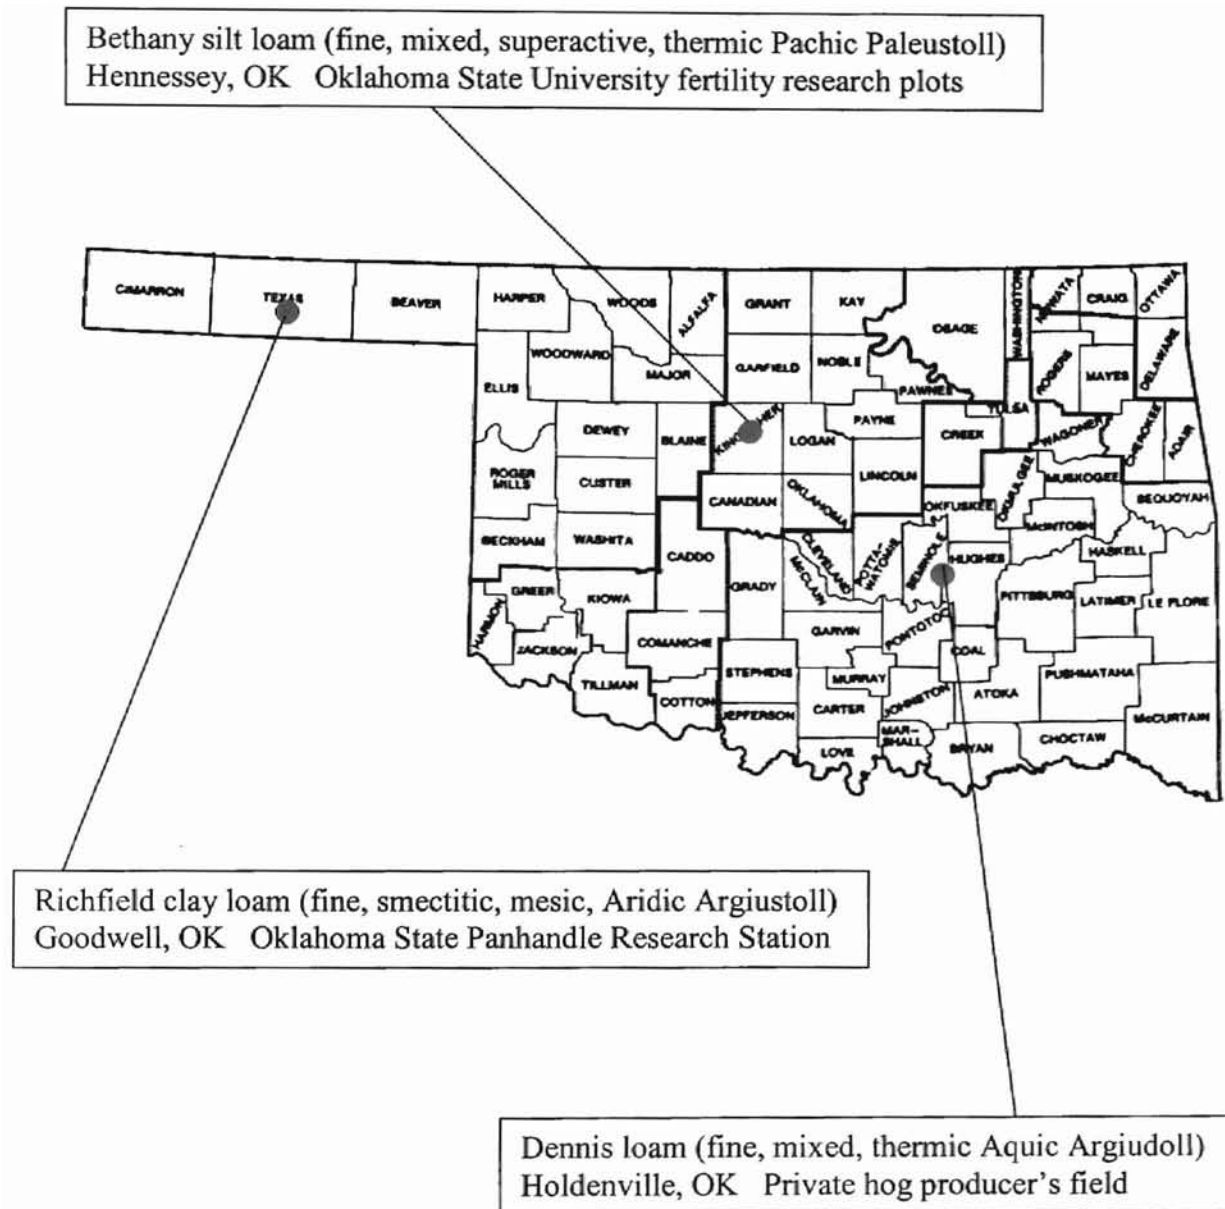 Bethany silt loam (fine, mixed, superactive, thermic Pachic Paleustoll)
Hennessey, OK Oklahoma State University fertility research plots
CIMARRON
TEXAS
BEAVER
HARPER
WOODS
ALFALFA
GRANT
KAY
OSAGE
WASHINGTON
NOWATA
CRAIG
OTTAWA
ELLIS
WOODWARD
MAJOR
GARFIELD
NOBLE
PAWNEE
ROGERS
MAYES
DELAWARE
TULSA
DEWEY
BLAINE
KINGFISHER
LOGAN
PAYNE
CREEK
WAGONER
CHEROKEE
ADAIR
ROGER
MILLS
CUSTER
CANADIAN
OKLAHOMA
LINCOLN
OKFUSKEE
OKMULGEE
MUSKOGEE
SEQUOYAH
BECKHAM
WASHITA
CADDO
GRADY
CLEVELAND
McCLAIN
POTTA-
WATOMIE
SEMINOLE
HUGHES
McINTOSH
HASKELL
PITTSBURG
LATIMER
LE FLORE
HARMON
GREER
KIOWA
JACKSON
COMANCHE
GARVIN
PONTOTOC
COAL
TILLMAN
COTTON
STEPHENS
MURRAY
JOHNSTON
ATOKA
PUSHMATAHA
JEFFERSON
CARTER
MAR-
SHALL
BRYAN
CHOCTAW
McCURTAIN
LOVE
Richfield clay loam (fine, smectitic, mesic, Aridic Argiustoll)
Goodwell, OK Oklahoma State Panhandle Research Station
Dennis loam (fine, mixed, thermic Aquic Argiudoll)
Holdenville, OK Private hog producer's field